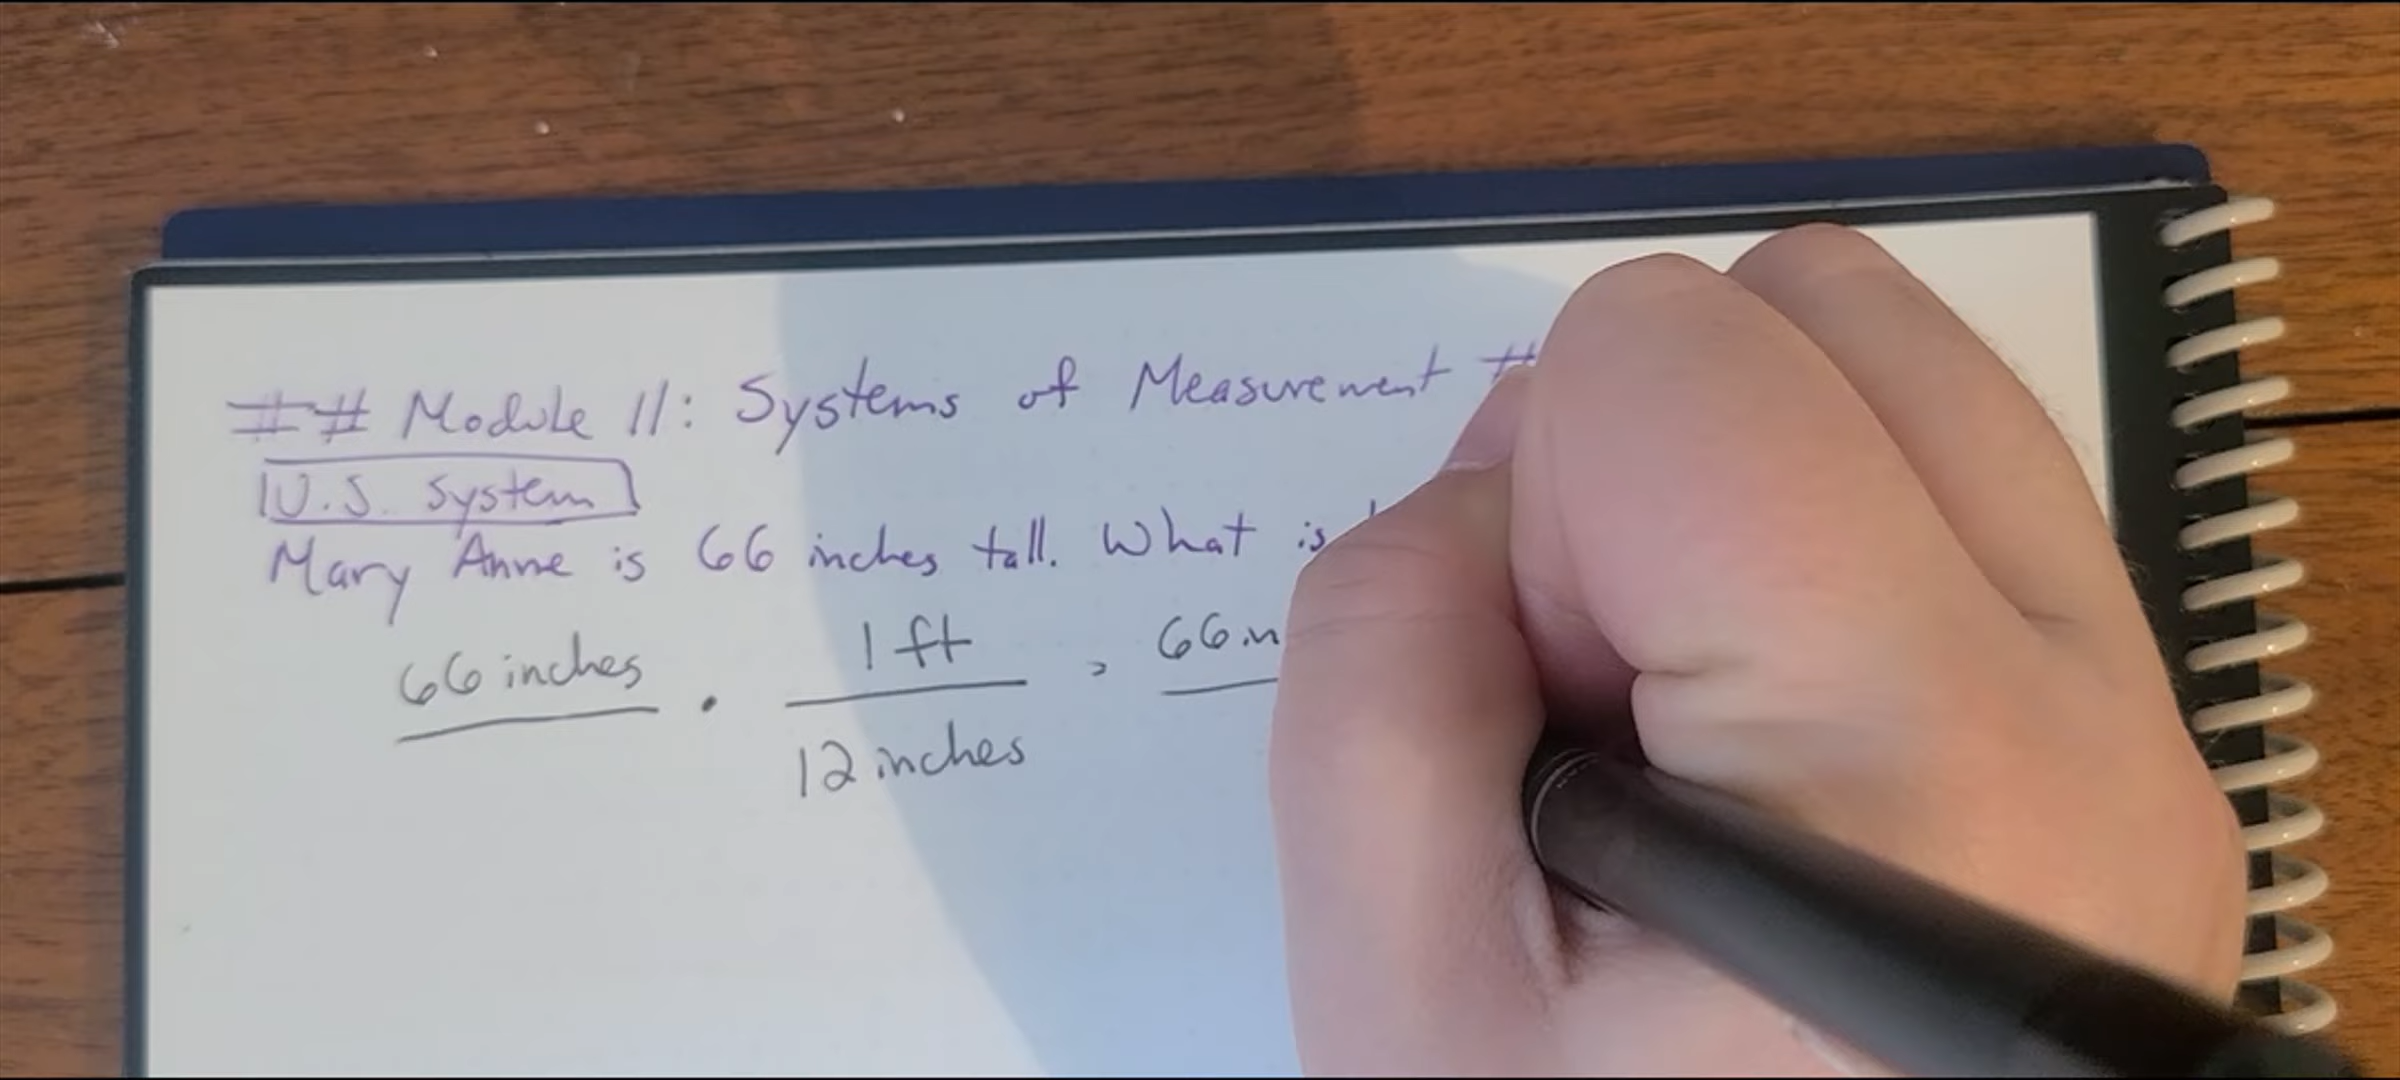 ## Module 11: Systems of Measurement #
U.S. System
Mary Anne is 66 inches tall. What is
66 inches · 1 ft , 66 in
12 inches